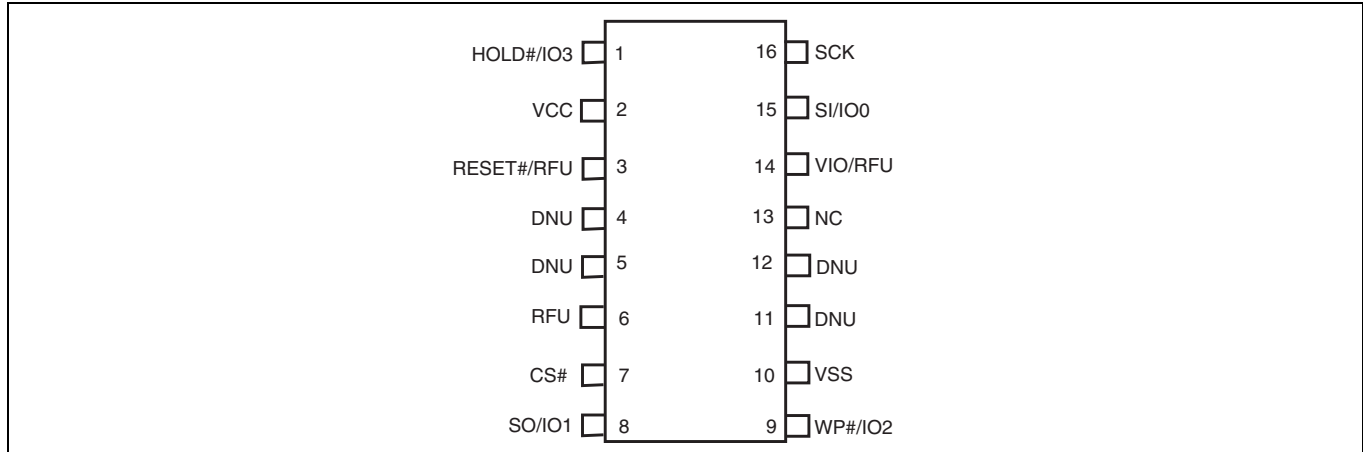 HOLD#/IO3 1 16 SCK
VCC 2 15 SI/IO0
RESET#/RFU 3 14 VIO/RFU
DNU 4 13 NC
DNU 5 12 DNU
RFU 6 11 DNU
CS# 7 10 VSS
SO/IO1 8 9 WP#/IO2